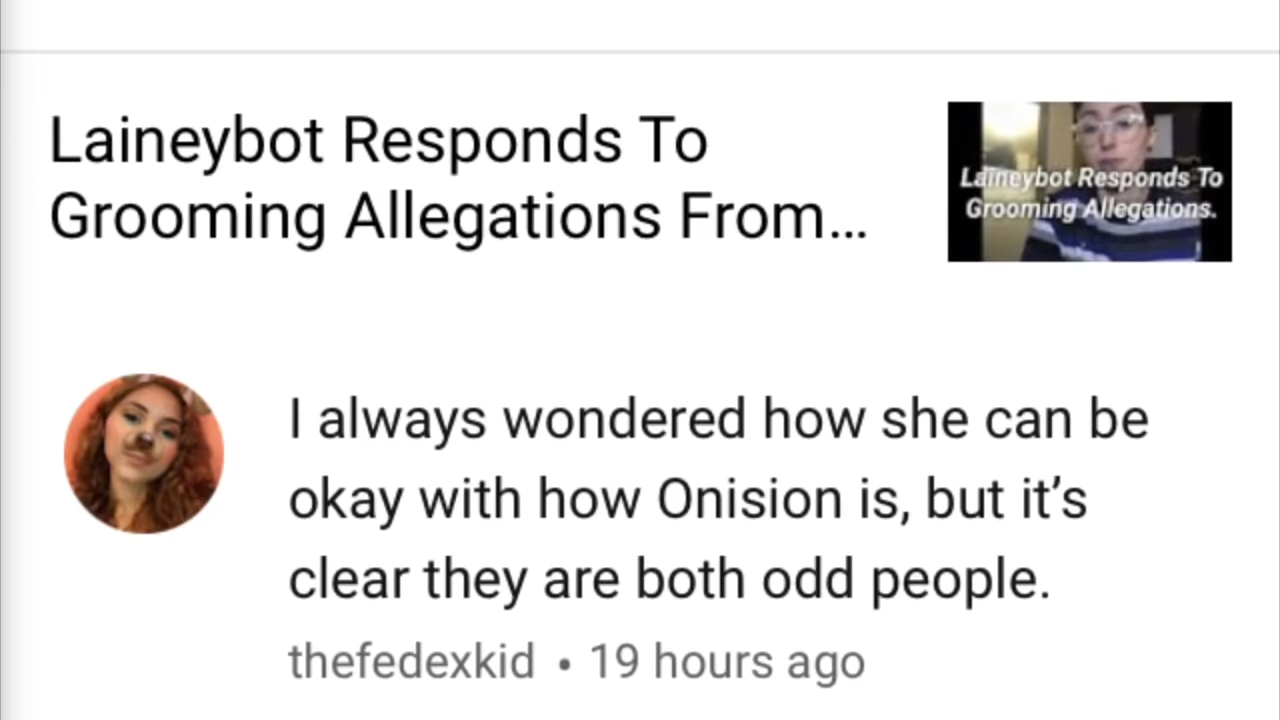 Laineybot Responds To
Grooming Allegations From...
Laineybot Responds To
Grooming Allegations.
I always wondered how she can be
okay with how Onision is, but it’s
clear they are both odd people.
thefedexkid • 19 hours ago